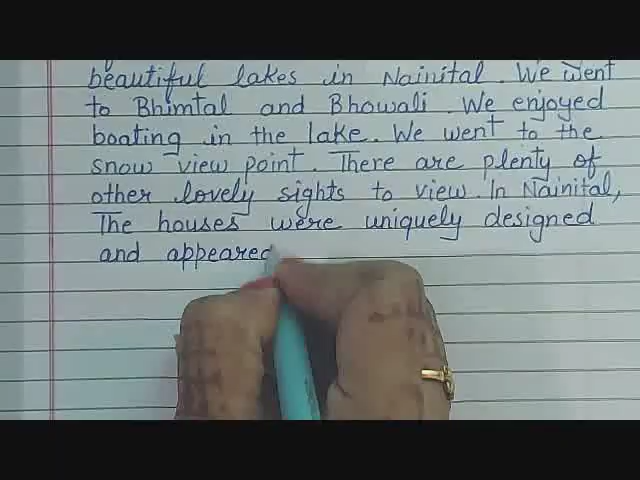 beautiful lakes in Nainital. We went
to Bhimtal and Bhowali. We enjoyed
boating in the lake. We went to the
snow view point. There are plenty of
other lovely sights to view. In Nainital,
The houses were uniquely designed
and appeared